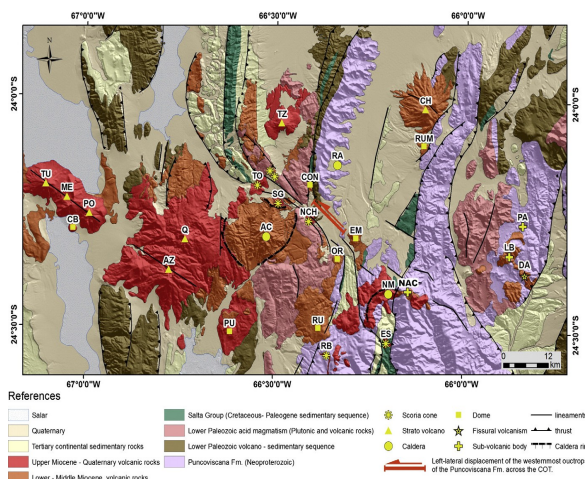 67°0'0"W 66°30'0"W 66°0'0"W
N
24°0'0"S 24°0'0"S
CH
TZ
RUM
RA
TU
TO
CON
ME
SG
PO
NCH
PA
CB
Q
AC
EM
LB
OR
AZ
DA
NM
NAC
PU
RU
24°30'0"S 24°30'0"S
ES
RB
0 12
km
67°0'0"W 66°30'0"W 66°0'0"W
References
Salar
Quaternary
Tertiary continental sedimentary rocks
Upper Miocene - Quaternary volcanic rocks
Lower - Middle Miocene volcanic rocks
Salta Group (Cretaceous- Paleogene sedimentary sequence)
Lower Paleozoic acid magmatism (Plutonic and volcanic rocks)
Lower Paleozoic volcano - sedimentary sequence
Puncoviscana Fm. (Neoproterozoic)
Scoria cone
Strato volcano
Caldera
Dome
Fissural volcanism
Sub-volcanic body
lineaments
thrust
Caldera
Left-lateral displacement of the westernmost ouctrop
of the Puncoviscana Fm. across the COT.